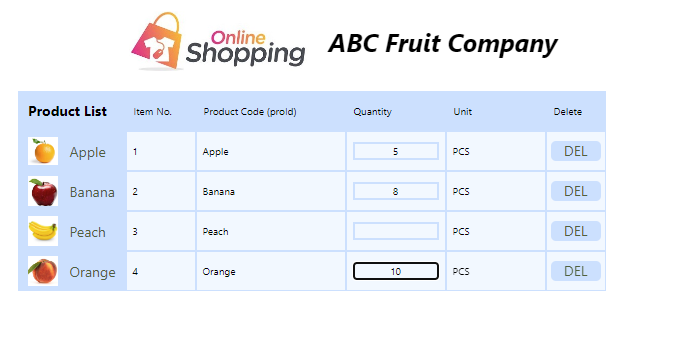 Online
Shopping
ABC Fruit Company
Product List Item No. Product Code (proId) Quantity Unit Delete
Apple 1 Apple 5 PCS DEL
Banana 2 Banana 8 PCS DEL
Peach 3 Peach PCS DEL
Orange 4 Orange 10 PCS DEL